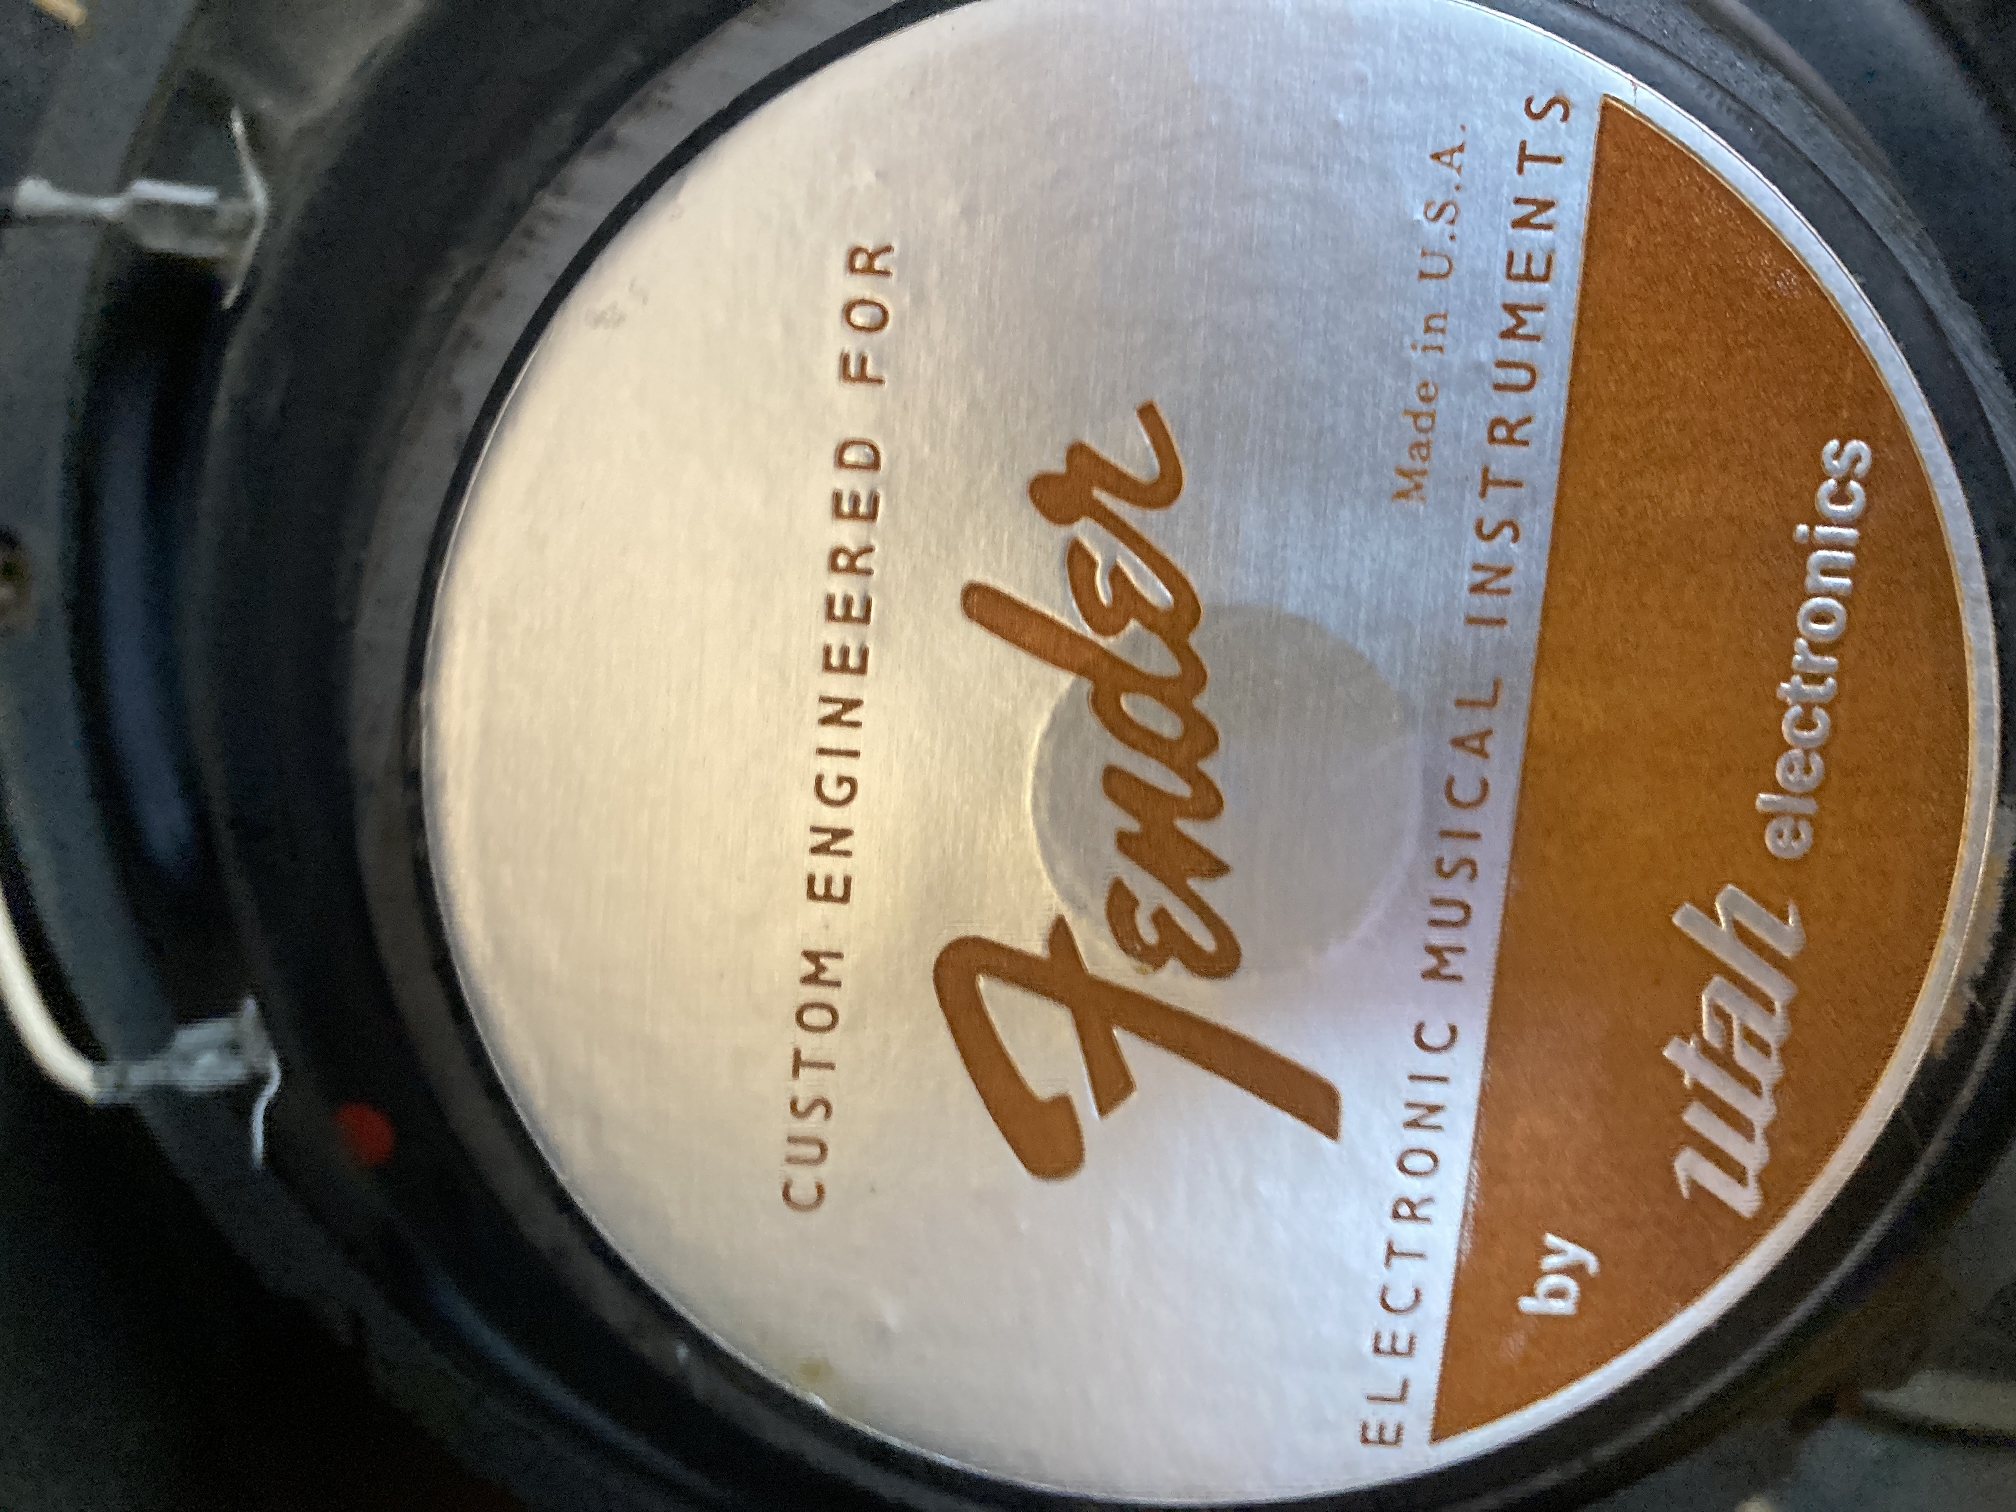 CUSTOM ENGINEERED FOR
Fender
Made in U.S.A.
ELECTRONIC MUSICAL INSTRUMENTS
by
utah electronics